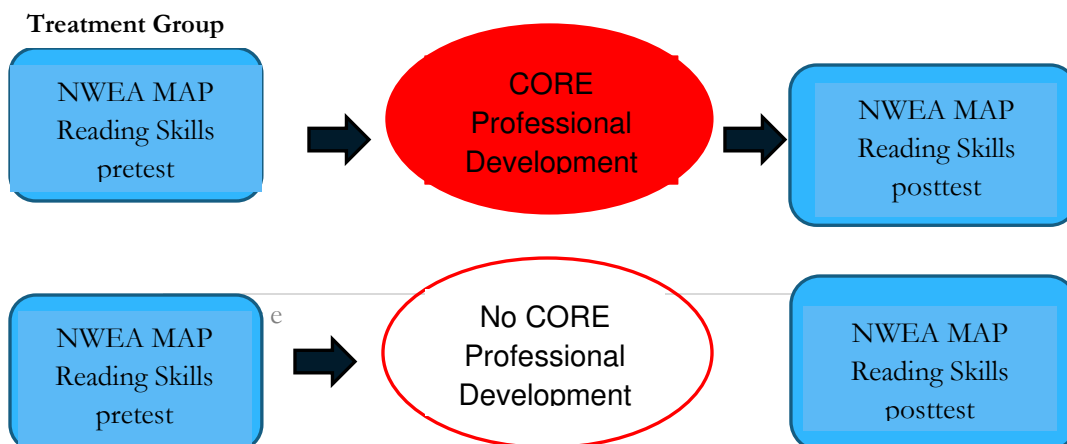 Treatment Group
NWEA MAP
Reading Skills
pretest
CORE
Professional
Development
NWEA MAP
Reading Skills
posttest
e
NWEA MAP
Reading Skills
pretest
No CORE
Professional
Development
NWEA MAP
Reading Skills
posttest